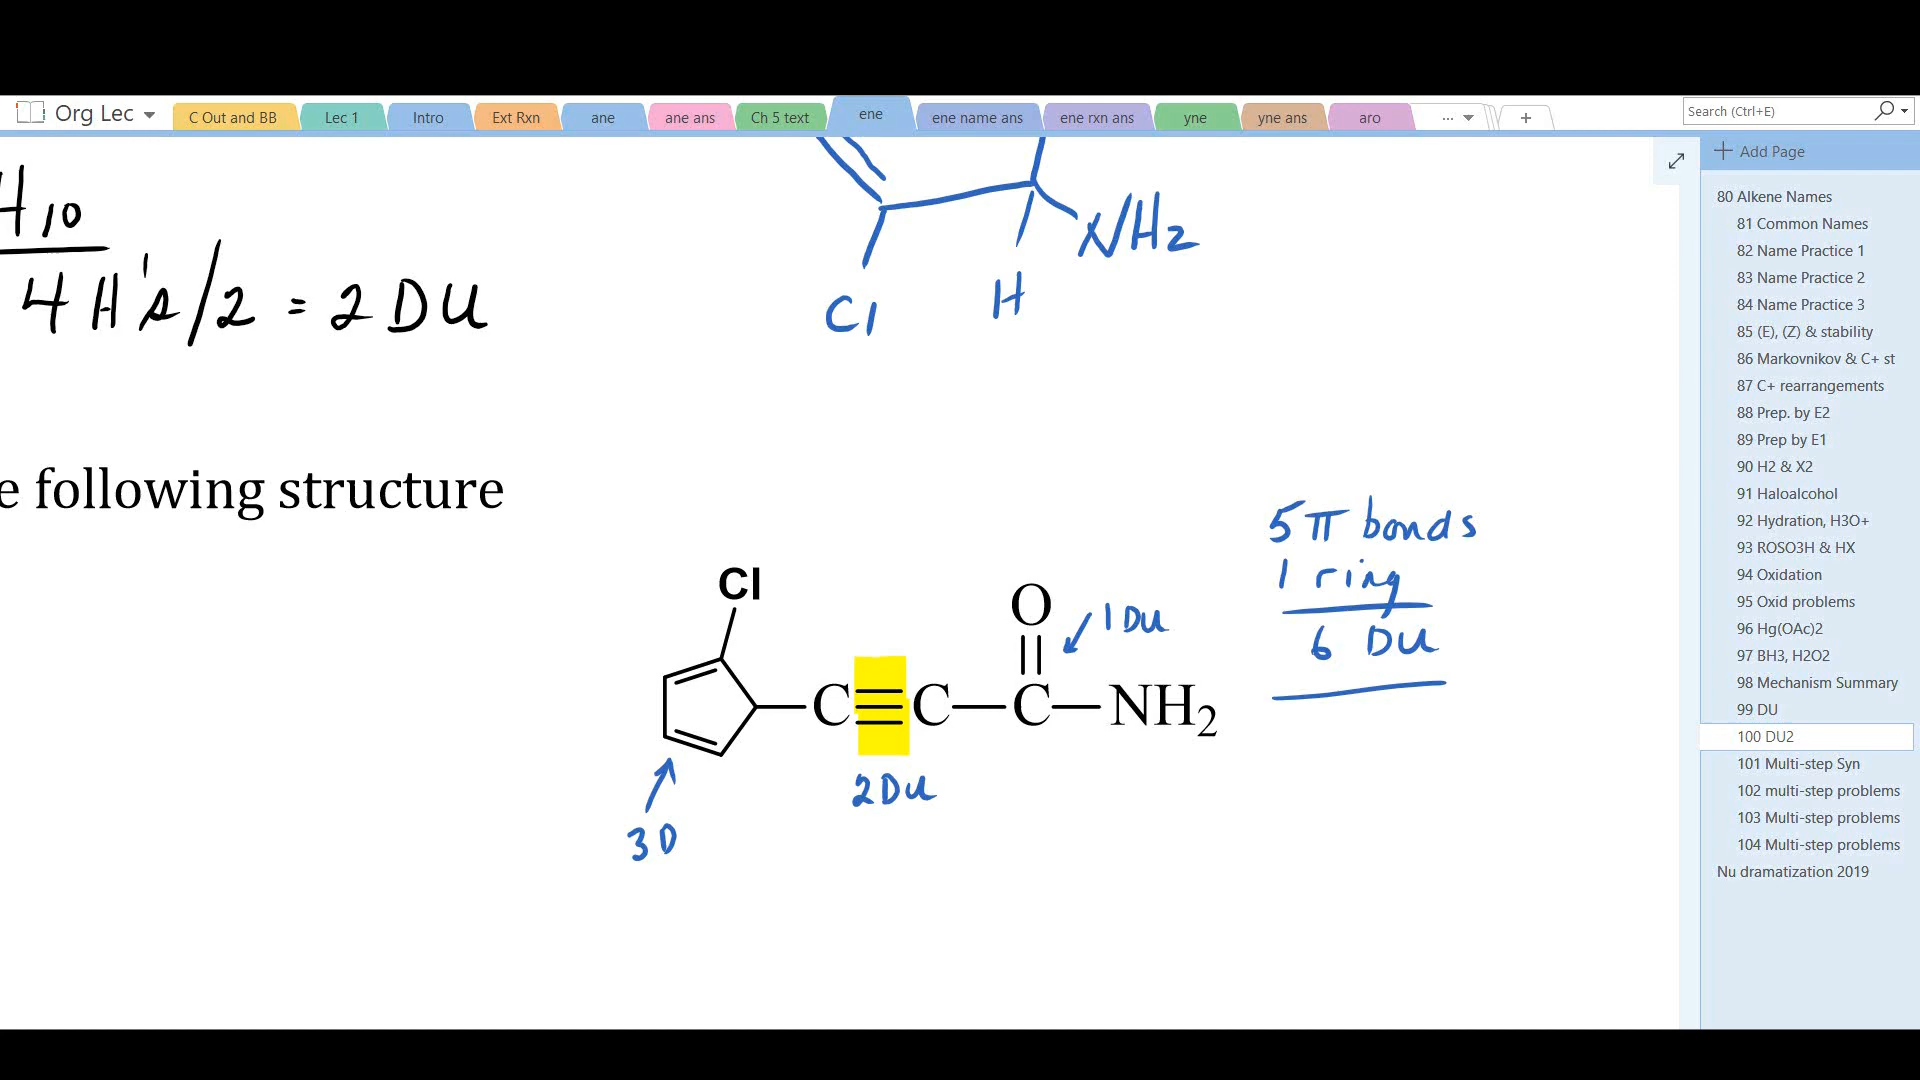 Org Lec
C Out and BB
Lec 1
Intro
Ext Rxn
ane
ane ans
Ch 5 text
ene
ene name ans
ene rxn ans
yne
yne ans
aro
...
+
Search (Ctrl+E)
H10
4 H's/2 = 2 DU
NH2
Cl
H
e following structure
5 π bonds
1 ring
6 DU
Cl
O
1 DU
C≡C—C—NH2
2 DU
3 D
Add Page
80 Alkene Names
81 Common Names
82 Name Practice 1
83 Name Practice 2
84 Name Practice 3
85 (E), (Z) & stability
86 Markovnikov & C+ st
87 C+ rearrangements
88 Prep. by E2
89 Prep by E1
90 H2 & X2
91 Haloalcohol
92 Hydration, H3O+
93 ROSO3H & HX
94 Oxidation
95 Oxid problems
96 Hg(OAc)2
97 BH3, H2O2
98 Mechanism Summary
99 DU
100 DU2
101 Multi-step Syn
102 multi-step problems
103 Multi-step problems
104 Multi-step problems
Nu dramatization 2019